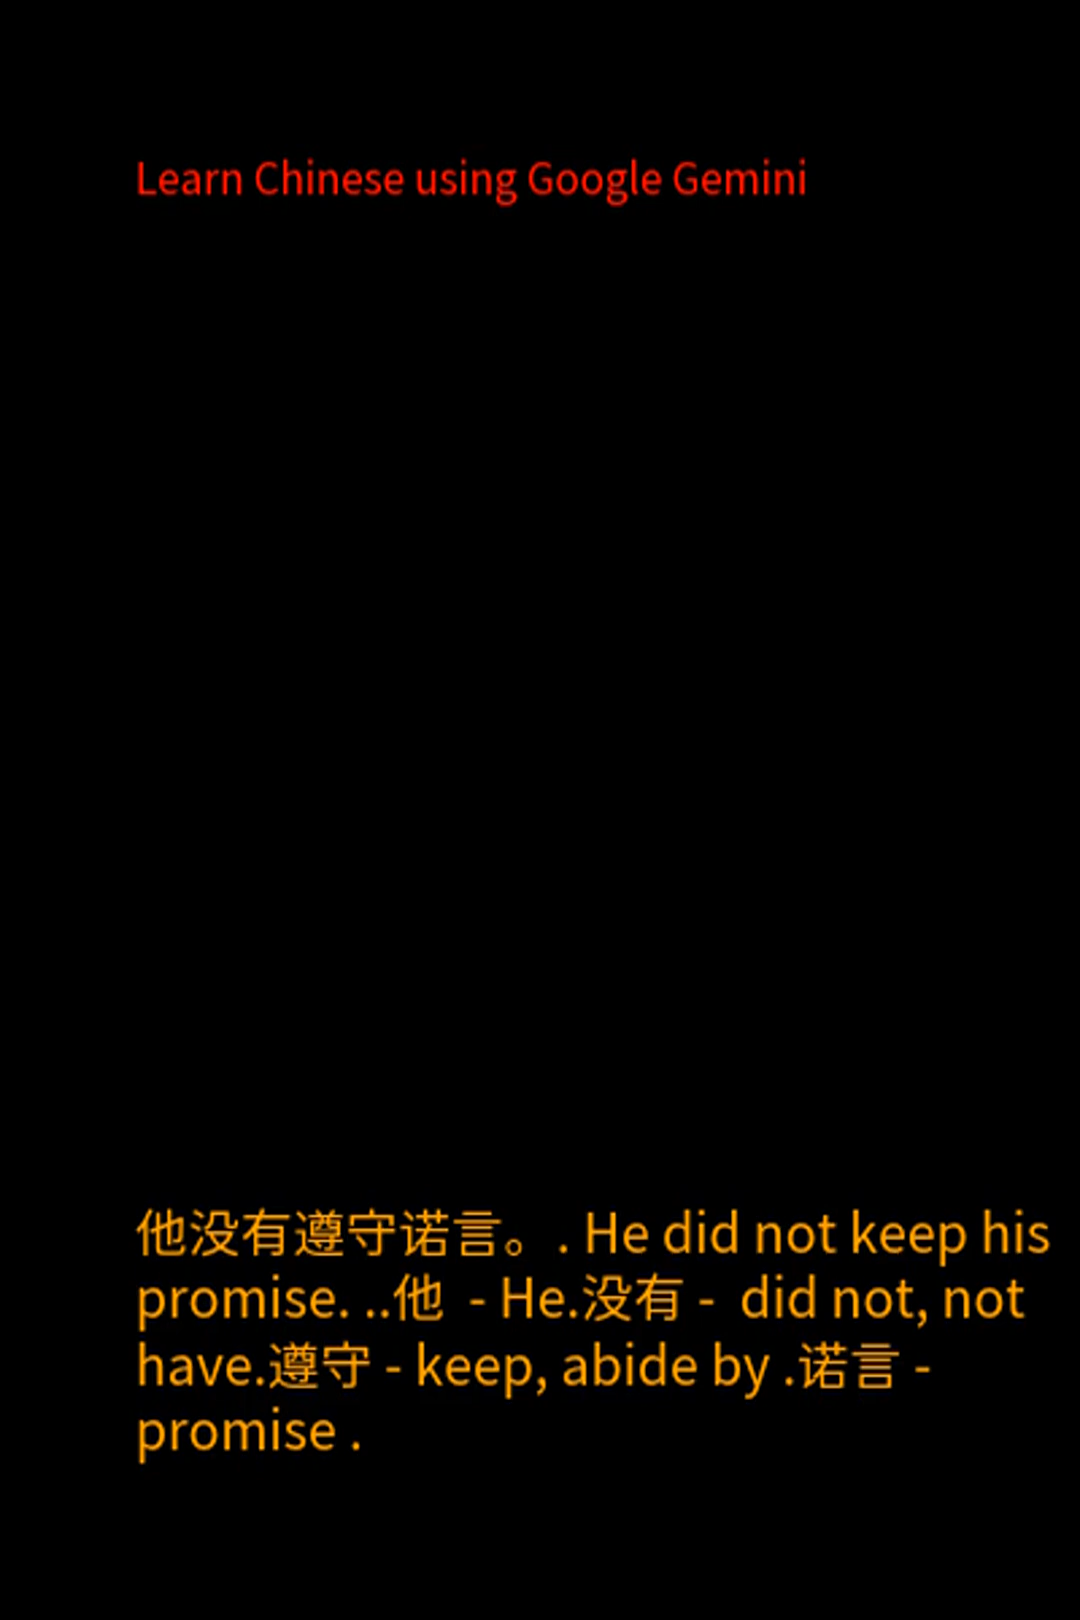 Learn Chinese using Google Gemini
他没有遵守诺言。. He did not keep his
promise. ..他 - He.没有 - did not, not
have.遵守 - keep, abide by .诺言 -
promise .